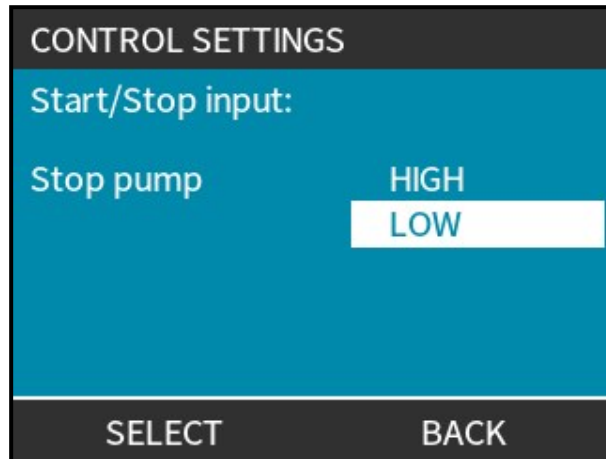 CONTROL SETTINGS
Start/Stop input:
Stop pump HIGH
LOW
SELECT BACK